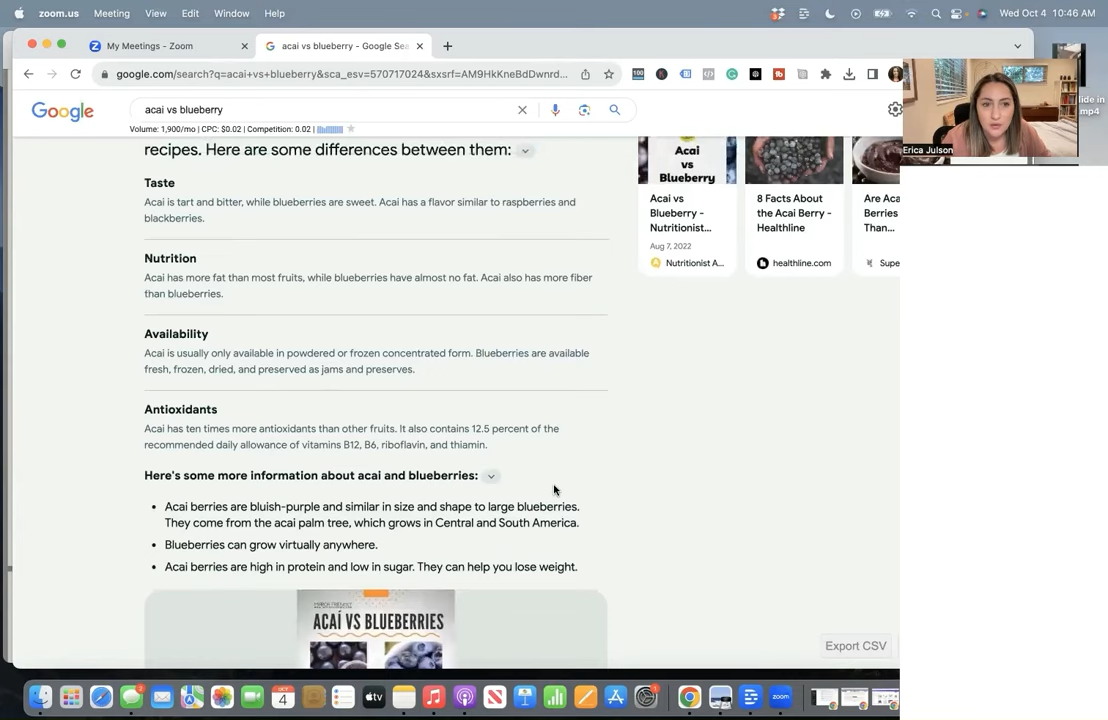 zoom.us Meeting View Edit Window Help Wed Oct 4 10:46 AM
My Meetings - Zoom
acai vs blueberry - Google Sea
google.com/search?q=acai+vs+blueberry&sca_esv=570717024&sxsrf=AM9HkKneBdDwnrd...
lide in
.mp4
Erica Julson
Google
acai vs blueberry
Volume: 1,900/mo | CPC: $0.02 | Competition: 0.02 |
recipes. Here are some differences between them:
Taste
Acai is tart and bitter, while blueberries are sweet. Acai has a flavor similar to raspberries and
blackberries.
Nutrition
Acai has more fat than most fruits, while blueberries have almost no fat. Acai also has more fiber
than blueberries.
Availability
Acai is usually only available in powdered or frozen concentrated form. Blueberries are available
fresh, frozen, dried, and preserved as jams and preserves.
Antioxidants
Acai has ten times more antioxidants than other fruits. It also contains 12.5 percent of the
recommended daily allowance of vitamins B12, B6, riboflavin, and thiamin.
Here's some more information about acai and blueberries:
Acai berries are bluish-purple and similar in size and shape to large blueberries.
They come from the acai palm tree, which grows in Central and South America.
Blueberries can grow virtually anywhere.
Acai berries are high in protein and low in sugar. They can help you lose weight.
ACAÍ VS BLUEBERRIES
Acai
vs
Blueberry
Acai vs
Blueberry -
Nutritionist...
Aug 7, 2022
Nutritionist A...
8 Facts About
the Acai Berry -
Healthline
healthline.com
Are Aca
Berries
Than...
Supe
Export CSV
OCT
4
tv
zoom